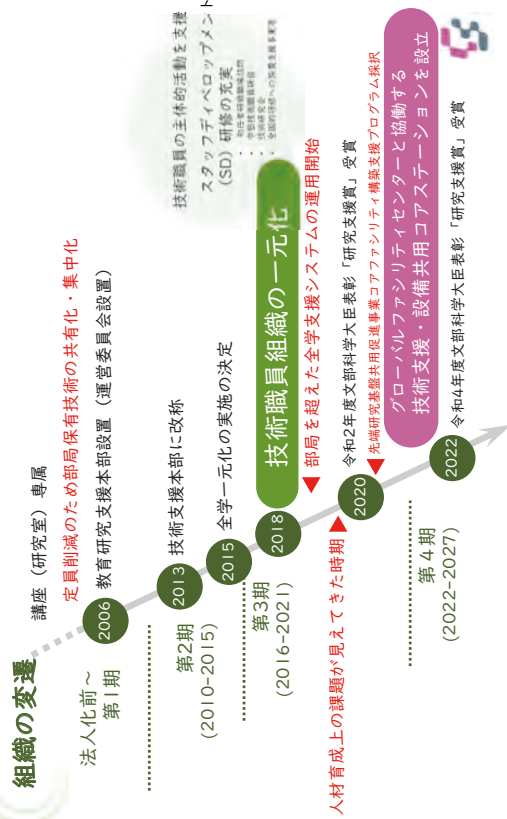 組織の変遷
法人化前〜
第1期
講座（研究室）専属
定員削減のため部局保有技術の共有化・集中化
2006
教育研究支援本部設置（運営委員会設置）
第2期
(2010-2015)
2013
技術支援本部に改称
2015
全学一元化の実施の決定
第3期
(2016-2021)
2018
技術職員組織の一元化
技術職員の主体的活動を支援
スタッフディベロップメント
（SD）研修の充実
・
・
・技術研究会
・
◀部局を超えた全学支援システムの運用開始
人材育成上の課題が見えてきた時期▶
2020
令和2年度文部科学大臣表彰「研究支援賞」受賞
◀先端研究基盤共用促進事業コアファシリティ構築支援プログラム採択
グローバルファシリティセンターと協働する
技術支援・設備共用コアステーションを設立
第4期
(2022-2027)
2022
令和4年度文部科学大臣表彰「研究支援賞」受賞